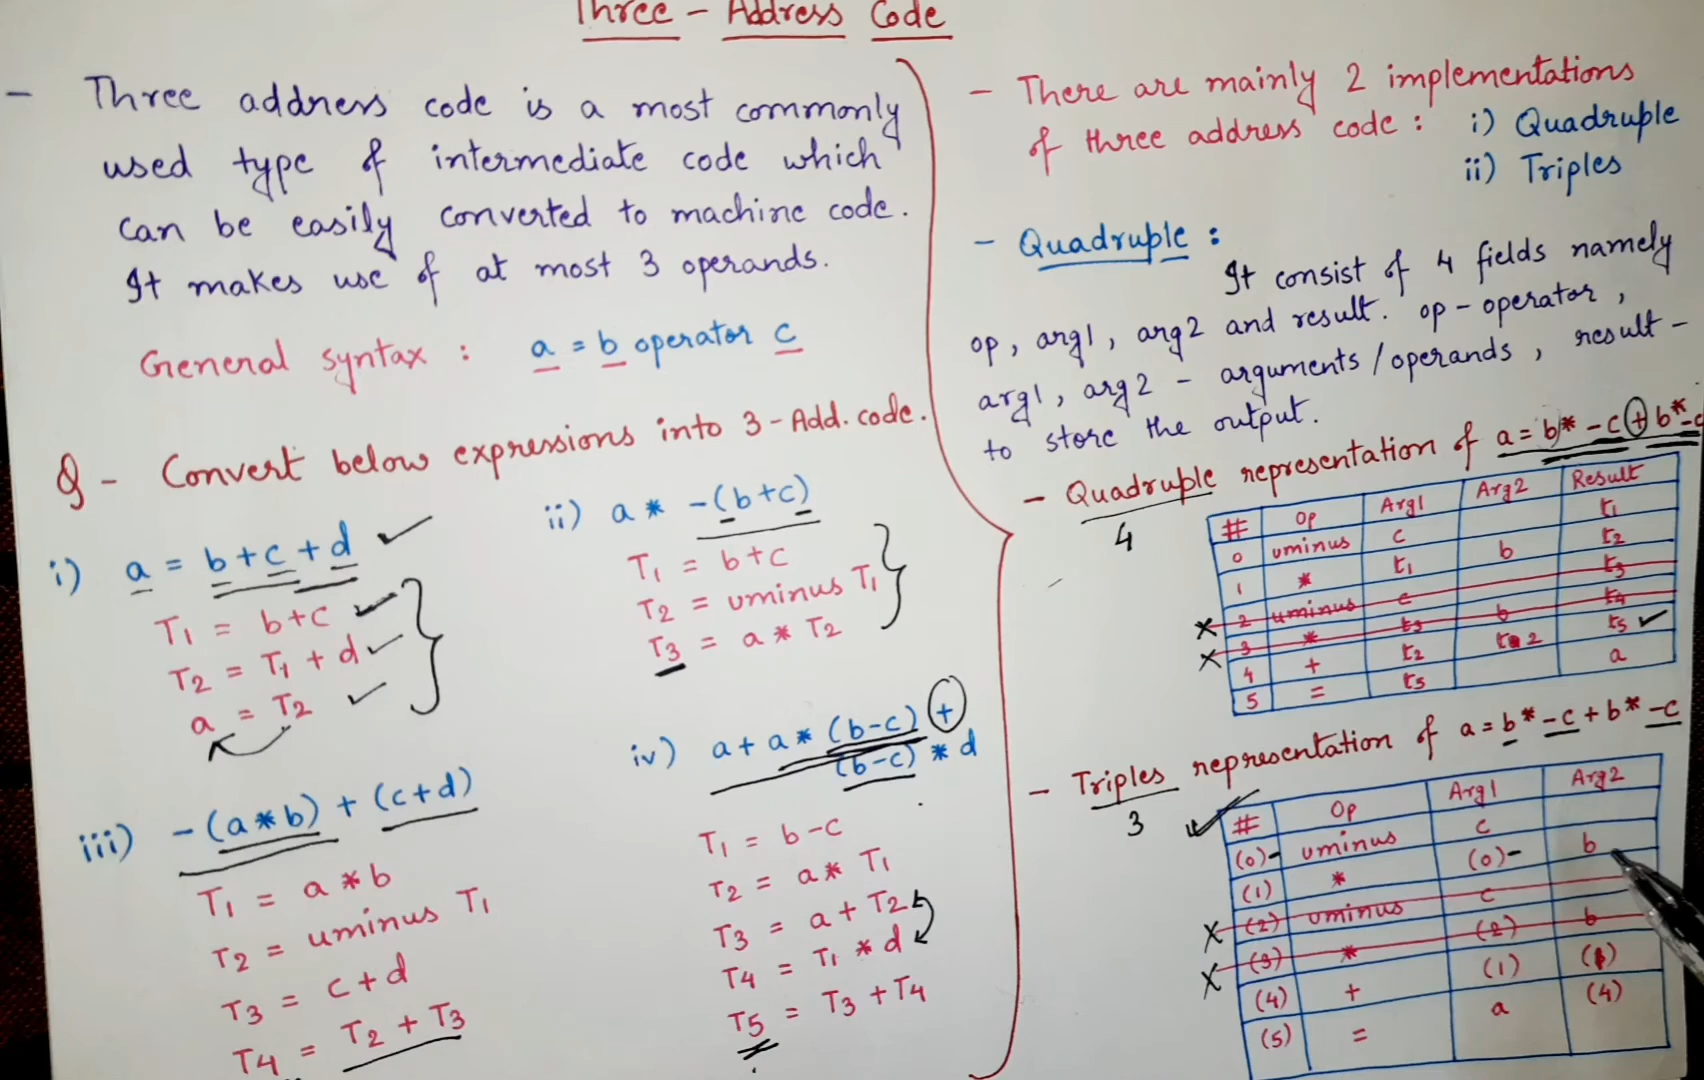 Three - Address Code
- Three address code is a most commonly
used type of intermediate code which
can be easily converted to machine code.
It makes use of at most 3 operands.
General syntax : a = b operator c
Q - Convert below expressions into 3-Add. code.
i) a = b + c + d
T1 = b + c
T2 = T1 + d
a = T2
ii) a * -(b+c)
T1 = b+c
T2 = uminus T1
T3 = a * T2
iii) -(a*b) + (c+d)
T1 = a * b
T2 = uminus T1
T3 = c + d
T4 = T2 + T3
iv) a + a * (b-c) +
(b-c) * d
T1 = b-c
T2 = a * T1
T3 = a + T2
T4 = T1 * d
T5 = T3 + T4
- There are mainly 2 implementations
of three address code : i) Quadruple
ii) Triples
- Quadruple :
It consist of 4 fields namely
op, arg1, arg2 and result. op - operator,
arg1, arg2 - arguments/operands, result -
to store the output.
- Quadruple representation of a = b* -c + b* -c
4
# Op Arg1 Arg2 Result
0 uminus c t1
1 * t1 b t2
x 2 uminus c t3
x 3 * t3 b t4
4 + t2 t2 t5
5 = t5 a
- Triples representation of a = b* -c + b* -c
3
# Op Arg1 Arg2
(0) uminus c
(1) * (0) b
x (2) uminus c
x (3) * (2) b
(4) + (1) (1)
(5) = a (4)